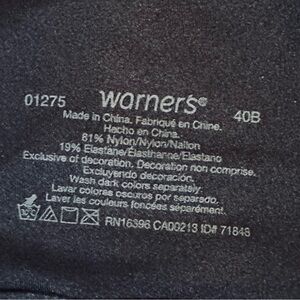 01275 warner's® 40B
Made in China. Fabriqué en Chine.
Hecho en China.
81% Nylon/Nylon/Nailon
19% Elastane/Élasthanne/Elastano
Exclusive of decoration. Décoration non comprise.
Excluyendo decoración.
Wash dark colors separately.
Lavar colores oscuros por separado.
Laver les couleurs foncées séparément.
RN16396 CA00213 ID# 71848